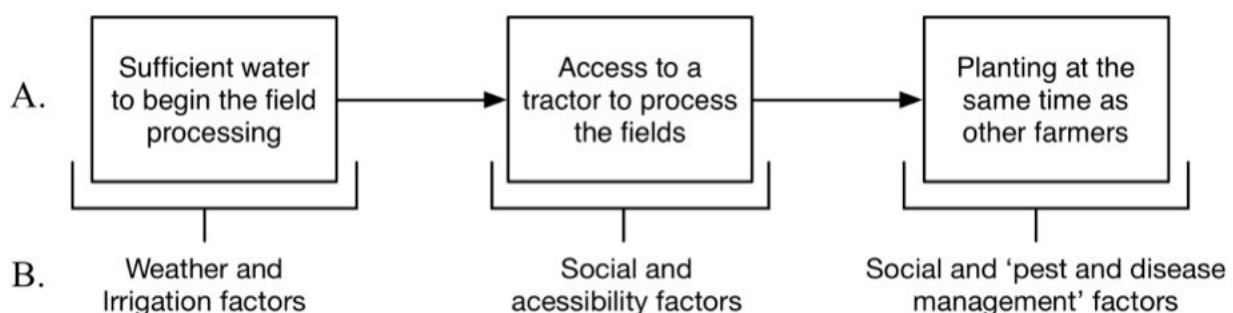 A.
Sufficient water
to begin the field
processing
Access to a
tractor to process
the fields
Planting at the
same time as
other farmers
B.
Weather and
Irrigation factors
Social and
acessibility factors
Social and ‘pest and disease
management’ factors